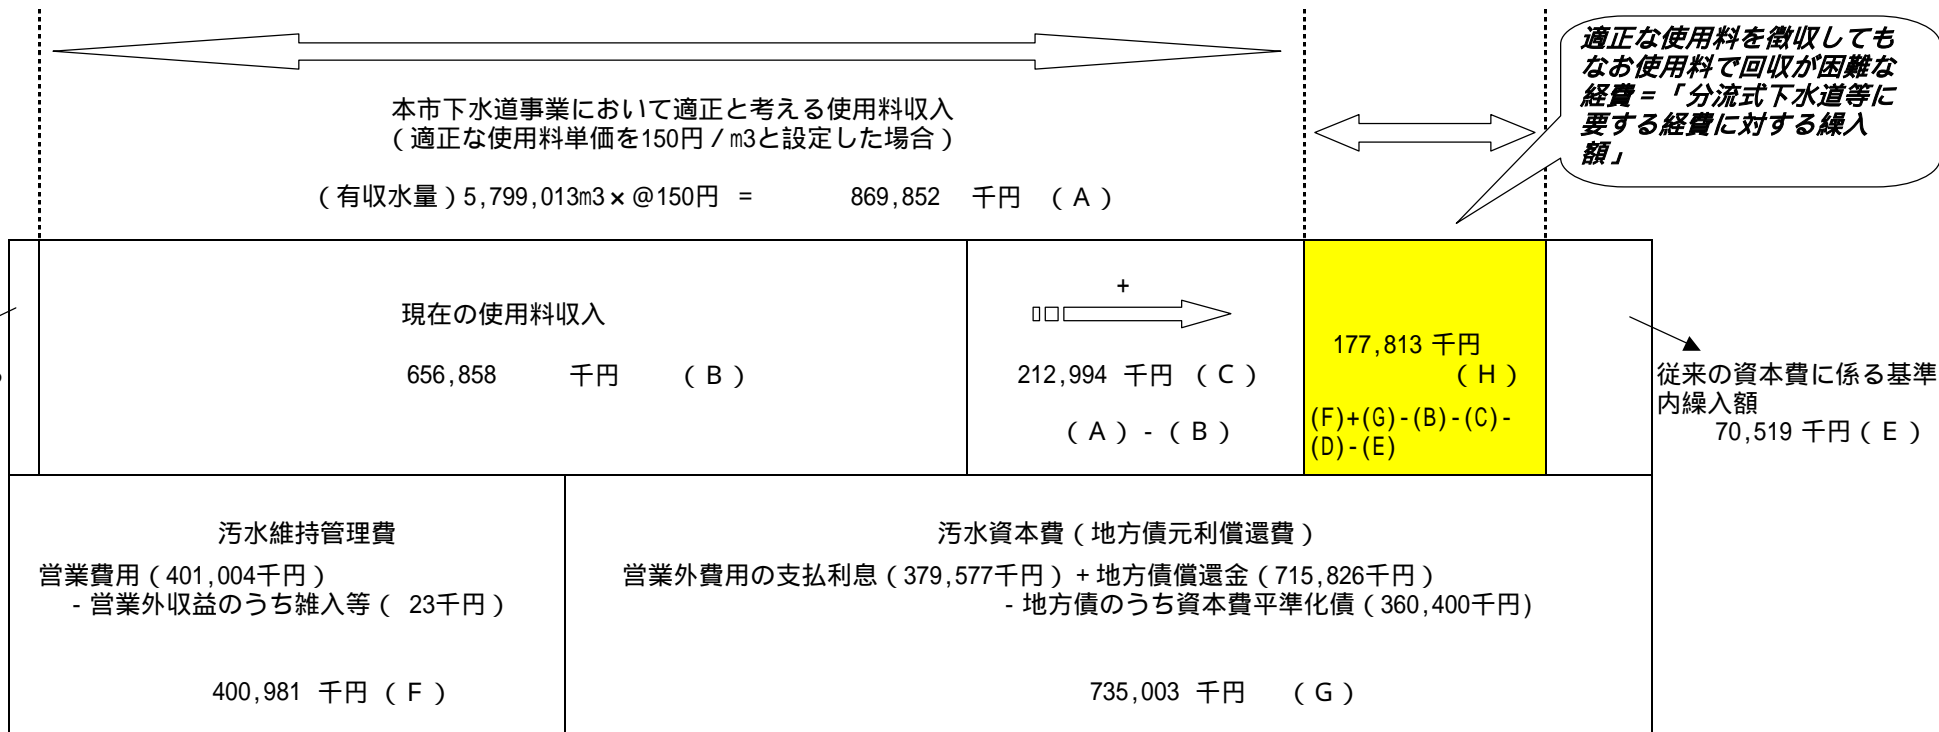 適正な使用料を徴収しても
なお使用料で回収が困難な
経費=「分流式下水道等に
要する経費に対する繰入
額」
本市下水道事業において適正と考える使用料収入
(適正な使用料単価を150円/m3と設定した場合)
(有収水量)5,799,013m3×@150円 = 869,852 千円 (A)
現在の使用料収入
656,858 千円 (B)
+
212,994 千円 (C)
(A)-(B)
177,813 千円
(H)
(F)+(G)-(B)-(C)-
(D)-(E)
従来の資本費に係る基準
内繰入額
70,519 千円(E)
汚水維持管理費
営業費用(401,004千円)
-営業外収益のうち雑入等( 23千円)
400,981 千円 (F)
汚水資本費(地方債元利償還費)
営業外費用の支払利息(379,577千円)+地方債償還金(715,826千円)
-地方債のうち資本費平準化債(360,400千円)
735,003 千円 (G)